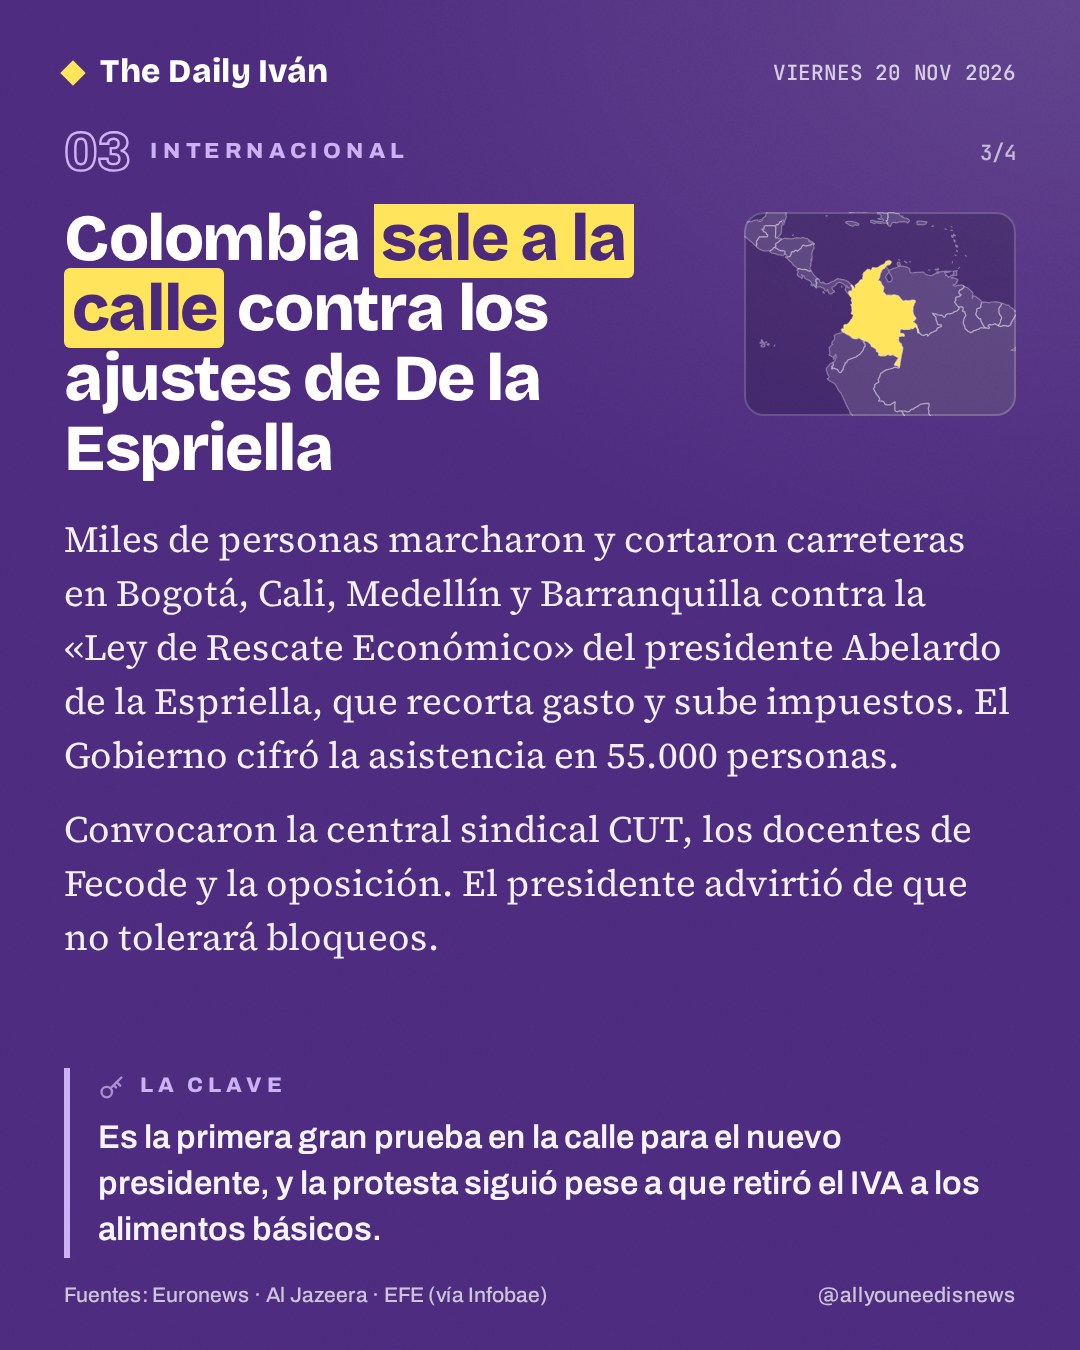 The Daily Iván
VIERNES 20 NOV 2026
03 INTERNACIONAL
3/4
Colombia sale a la
calle contra los
ajustes de De la
Espriella
Miles de personas marcharon y cortaron carreteras
en Bogotá, Cali, Medellín y Barranquilla contra la
«Ley de Rescate Económico» del presidente Abelardo
de la Espriella, que recorta gasto y sube impuestos. El
Gobierno cifró la asistencia en 55.000 personas.
Convocaron la central sindical CUT, los docentes de
Fecode y la oposición. El presidente advirtió de que
no tolerará bloqueos.
LA CLAVE
Es la primera gran prueba en la calle para el nuevo
presidente, y la protesta siguió pese a que retiró el IVA a los
alimentos básicos.
Fuentes: Euronews · Al Jazeera · EFE (vía Infobae)
@allyouneedisnews